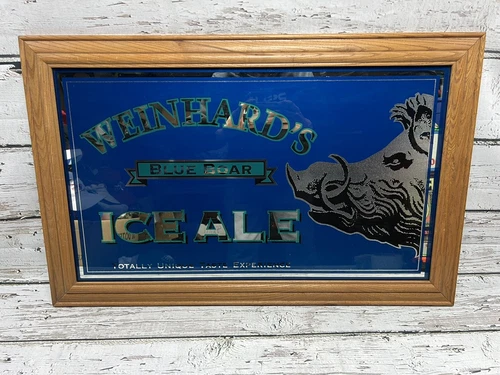 WEINHARD'S
BLUE BOAR
ICE ALE
TOTALLY UNIQUE TASTE EXPERIENCE